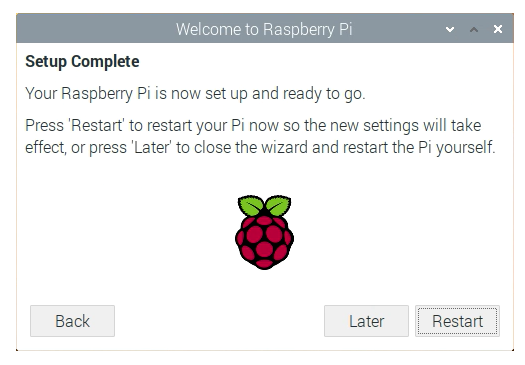 Welcome to Raspberry Pi
Setup Complete
Your Raspberry Pi is now set up and ready to go.
Press 'Restart' to restart your Pi now so the new settings will take
effect, or press 'Later' to close the wizard and restart the Pi yourself.
Back
Later
Restart